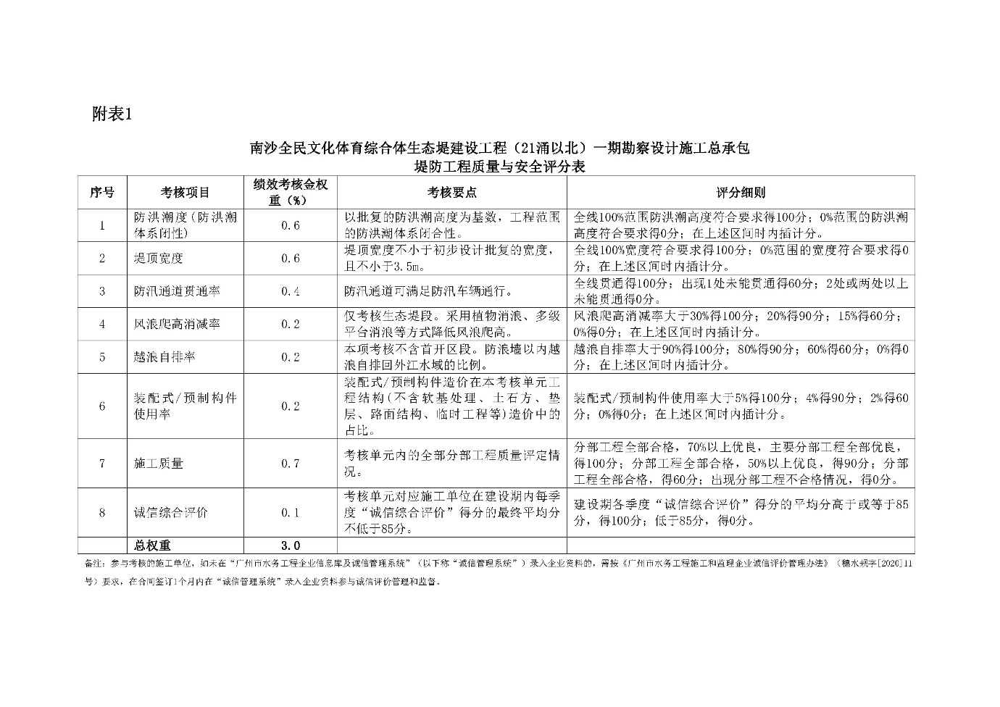 附表1
南沙全民文化体育综合体生态堤建设工程（21涌以北）一期勘察设计施工总承包
堤防工程质量与安全评分表
序号 考核项目 绩效考核金权重（%） 考核要点 评分细则
1
防洪潮度(防洪潮
体系闭性)
0.6
以批复的防洪潮高度为基数，工程范围
的防洪潮体系闭合性。
全线100%范围防洪潮高度符合要求得100分；0%范围的防洪潮
高度符合要求得0分；在上述区间时内插计分。
2
堤顶宽度
0.6
堤项宽度不小于初步设计批复的宽度，
且不小于3.5m。
全线100%宽度符合要求得100分；0%范围的宽度符合要求得0
分；在上述区间时内插计分。
3
防汛通道贯通率
0.4
防汛通道可满足防汛车辆通行。
全线贯通得100分；出现1处未能贯通得60分；2处或两处以上
未能贯通得0分。
4
风浪爬高消减率
0.2
仅考核生态堤段。采用植物消浪、多级
平台消浪等方式降低风浪爬高。
风浪爬高消减率大于30%得100分；20%得90分；15%得60分；
0%得0分；在上述区间时内插计分。
5
越浪自排率
0.2
本项考核不含首开区段。防浪墙以内越
浪自排回外江水域的比例。
越浪自排率大于90%得100分；80%得90分；60%得60分；0%得0
分；在上述区间时内插计分。
6
装配式/预制构件
使用率
0.2
装配式/预制构件造价在本考核单元工
程结构(不含软基处理、土石方、垫
层、路面结构、临时工程等)造价中的
占比。
装配式/预制构件使用率大于5%得100分；4%得90分；2%得60
分；0%得0分；在上述区间时内插计分。
7
施工质量
0.7
考核单元内的全部分部工程质量评定情
况。
分部工程全部合格，70%以上优良，主要分部工程全部优良，
得100分；分部工程全部合格，50%以上优良，得90分；分部
工程全部合格，得60分；出现分部工程不合格情况，得0分。
8
诚信综合评价
0.1
考核单元对应施工单位在建设期内每季
度“诚信综合评价”得分的最终平均分
不低于85分。
建设期各季度“诚信综合评价”得分的平均分高于或等于85
分，得100分；低于85分，得0分。
总权重 3.0
备注：参与考核的施工单位，如未在“广州市水务工程企业信息库及诚信管理系统”（以下称“诚信管理系统”）录入企业资料的，需按《广州市水务工程施工和监理企业诚信评价管理办法》（穗水规字[2020]11
号）要求，在合同签订1个月内在“诚信管理系统”录入企业资料参与诚信评价管理和监督。